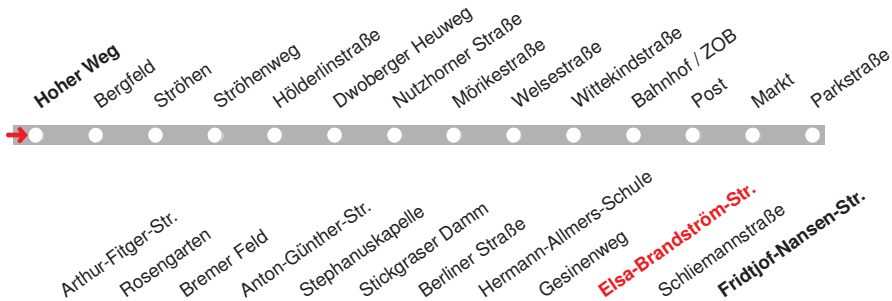 Hoher Weg
Bergfeld
Ströhen
Ströhenweg
Hölderlinstraße
Dwoberger Heuweg
Nutzhorner Straße
Mörikestraße
Welsestraße
Wittekindstraße
Bahnhof / ZOB
Post
Markt
Parkstraße
Arthur-Fitger-Str.
Rosengarten
Bremer Feld
Anton-Günther-Str.
Stephanuskapelle
Stickgraser Damm
Berliner Straße
Hermann-Allmers-Schule
Gesinenweg
Elsa-Brandström-Str.
Schliemannstraße
Fridtjof-Nansen-Str.